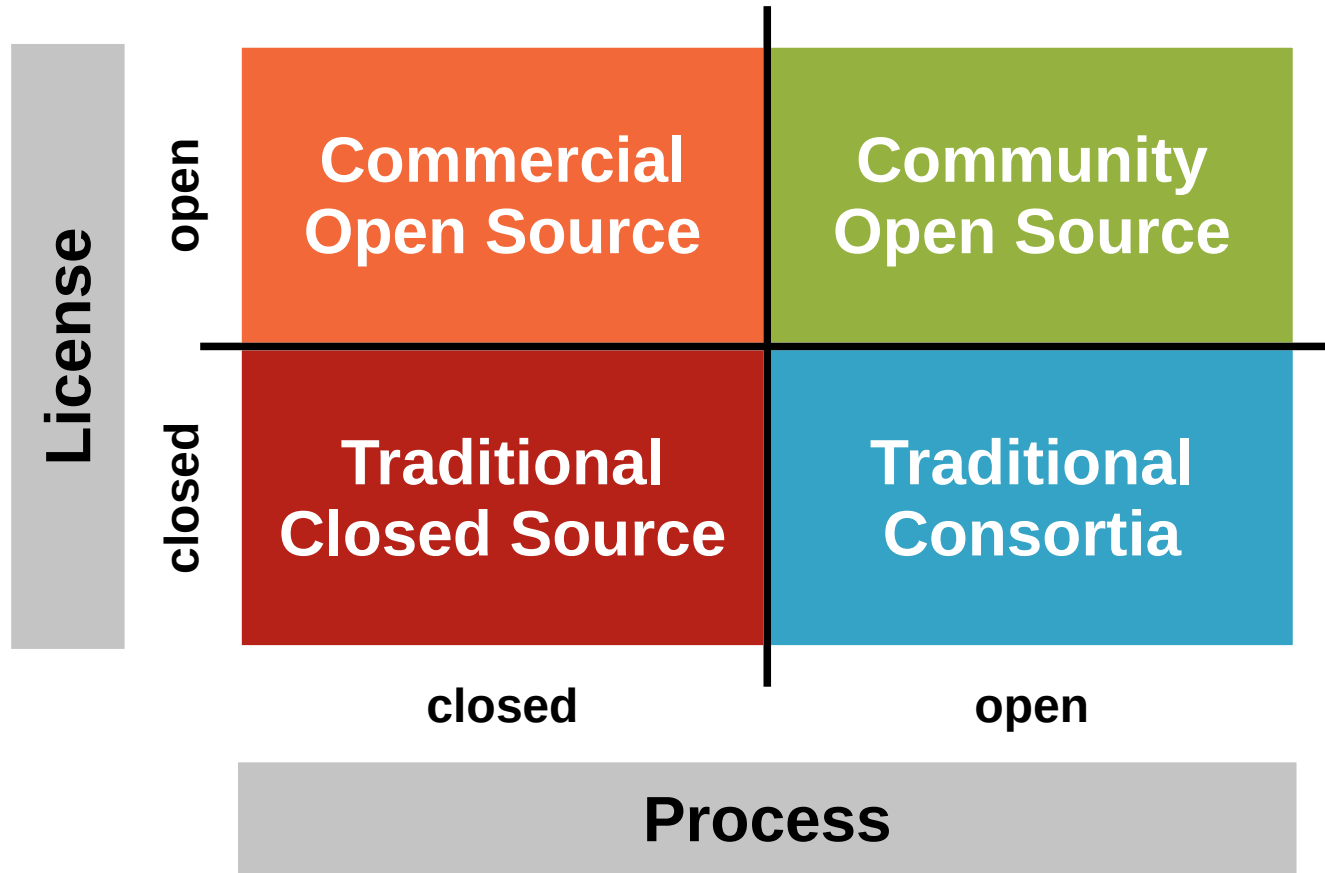 License
open
Commercial
Open Source
Community
Open Source
closed
Traditional
Closed Source
Traditional
Consortia
closed
open
Process